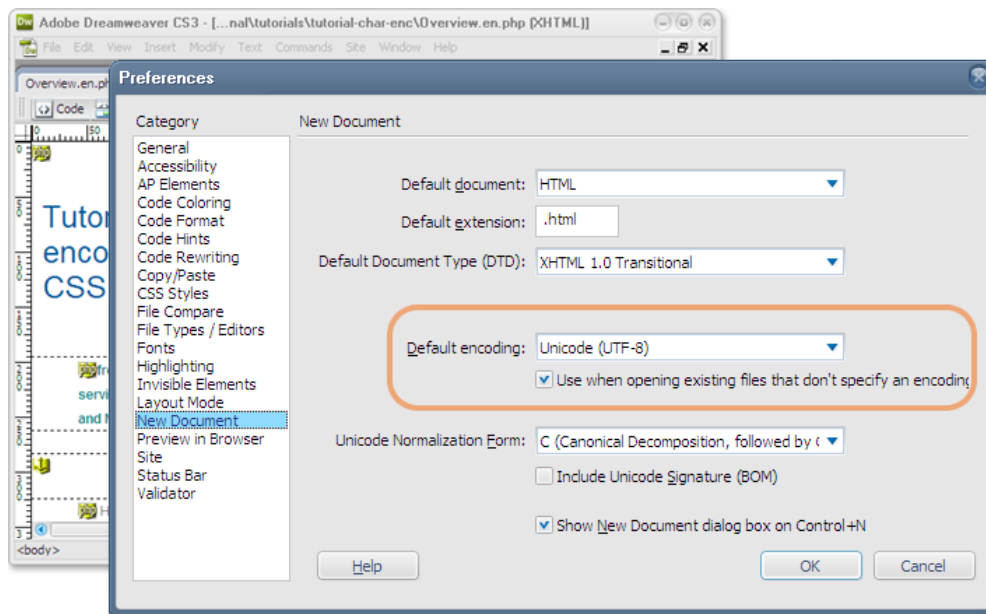 Adobe Dreamweaver CS3 - [...nal\tutorials\tutorial-char-enc\Overview.en.php (XHTML)]
File Edit View Insert Modify Text Commands Site Window Help
Overview.en.ph
Code
Preferences
Category
General
Accessibility
AP Elements
Code Coloring
Code Format
Code Hints
Code Rewriting
Copy/Paste
CSS Styles
File Compare
File Types / Editors
Fonts
Highlighting
Invisible Elements
Layout Mode
New Document
Preview in Browser
Site
Status Bar
Validator
New Document
Default document: HTML
Default extension: .html
Default Document Type (DTD): XHTML 1.0 Transitional
Default encoding: Unicode (UTF-8)
Use when opening existing files that don't specify an encoding
Unicode Normalization Form: C (Canonical Decomposition, followed by
Include Unicode Signature (BOM)
Show New Document dialog box on Control+N
Help OK Cancel
Tutor
enco
CSS
fr
servi
and
H
<body>